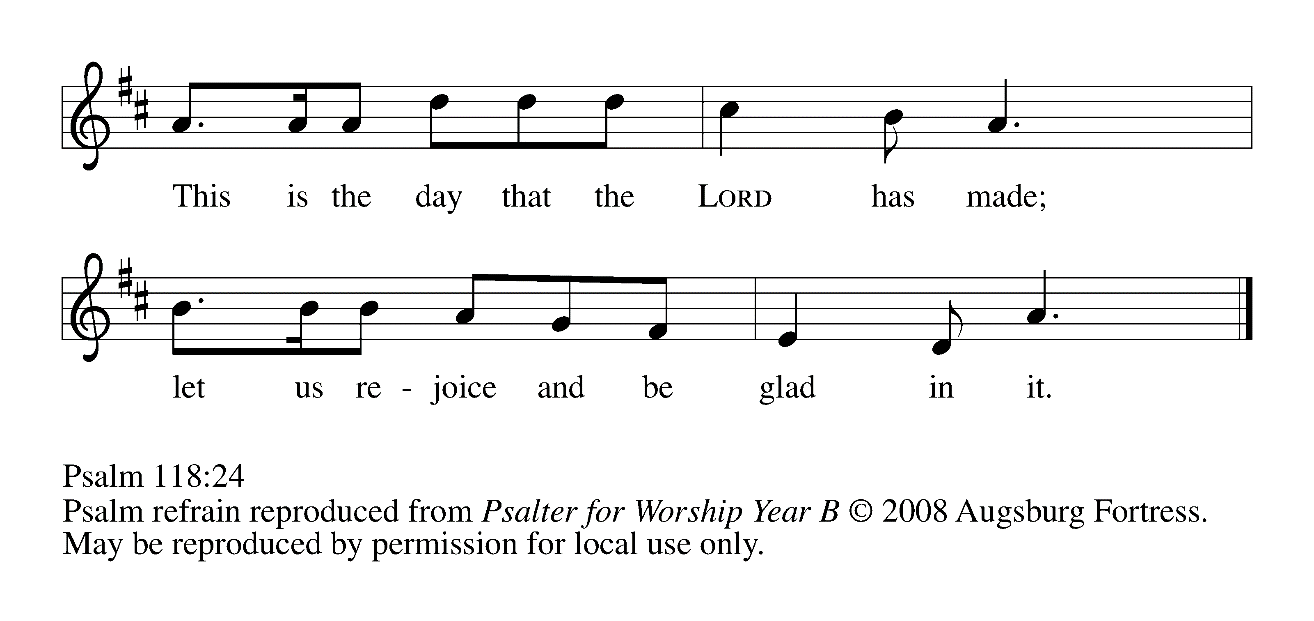 This is the day that the LORD has made;
let us re - joice and be glad in it.
Psalm 118:24
Psalm refrain reproduced from Psalter for Worship Year B © 2008 Augsburg Fortress.
May be reproduced by permission for local use only.